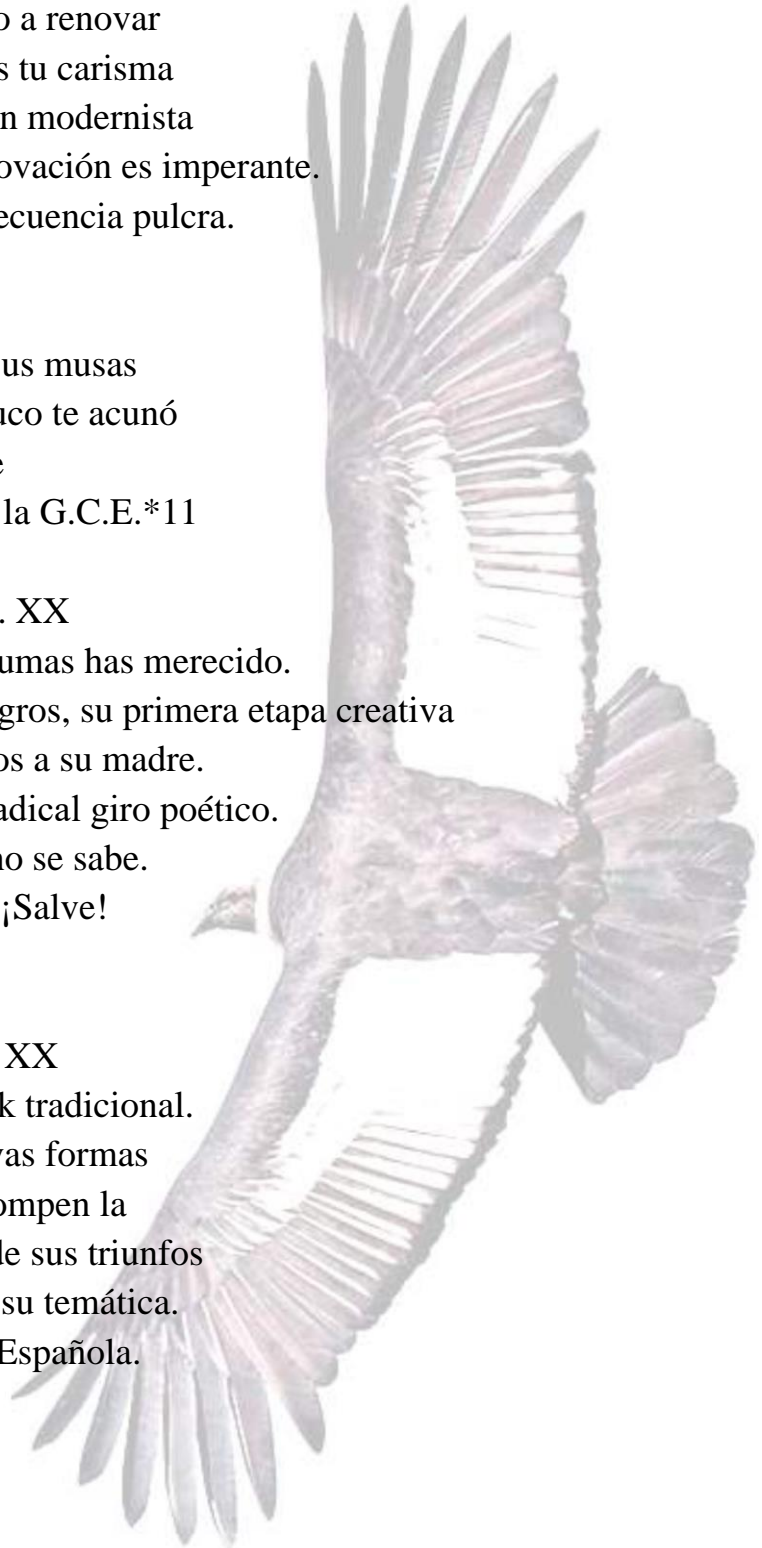 o a renovar
s tu carisma
n modernista
ovación es imperante.
ecuencia pulcra.
us musas
uco te acunó
e
la G.C.E.*11
. XX
umas has merecido.
gros, su primera etapa creativa
os a su madre.
adical giro poético.
no se sabe.
¡Salve!
XX
k tradicional.
vas formas
ompen la
de sus triunfos
su temática.
Española.